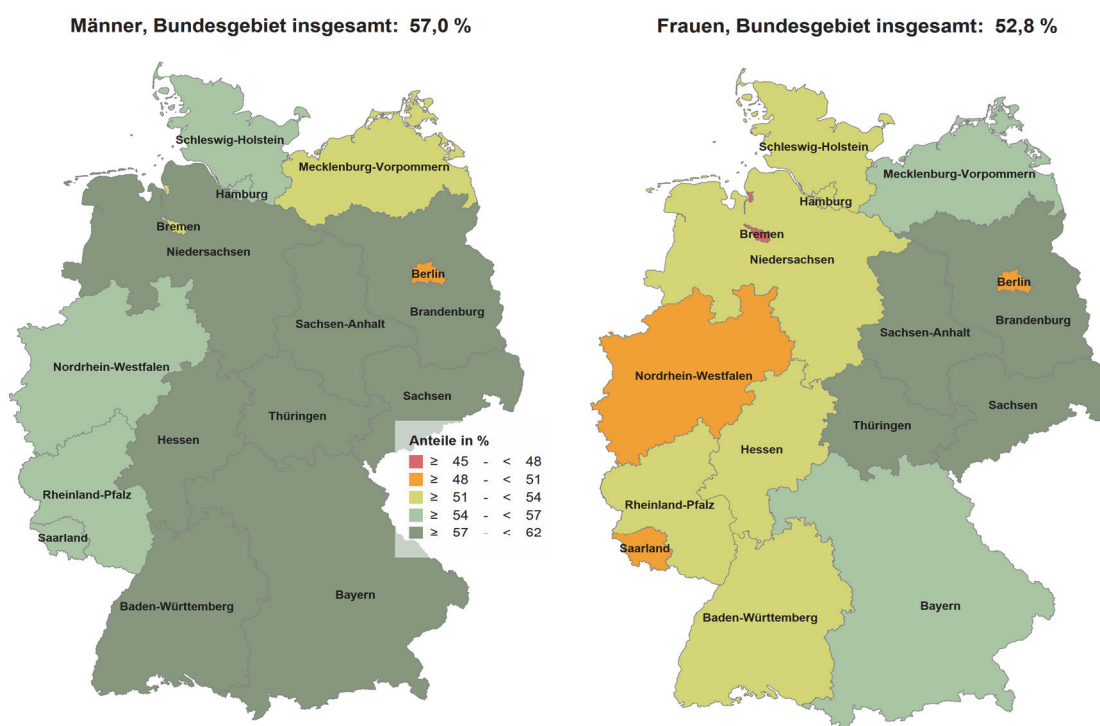 Männer, Bundesgebiet insgesamt: 57,0 %
Schleswig-Holstein
Mecklenburg-Vorpommern
Hamburg
Bremen
Niedersachsen
Berlin
Brandenburg
Sachsen-Anhalt
Nordrhein-Westfalen
Sachsen
Thüringen
Hessen
Rheinland-Pfalz
Saarland
Bayern
Baden-Württemberg
Anteile in %
≥ 45 - < 48
≥ 48 - < 51
≥ 51 - < 54
≥ 54 - < 57
≥ 57 - < 62
Frauen, Bundesgebiet insgesamt: 52,8 %
Schleswig-Holstein
Mecklenburg-Vorpommern
Hamburg
Bremen
Niedersachsen
Berlin
Brandenburg
Sachsen-Anhalt
Nordrhein-Westfalen
Sachsen
Thüringen
Hessen
Rheinland-Pfalz
Saarland
Bayern
Baden-Württemberg